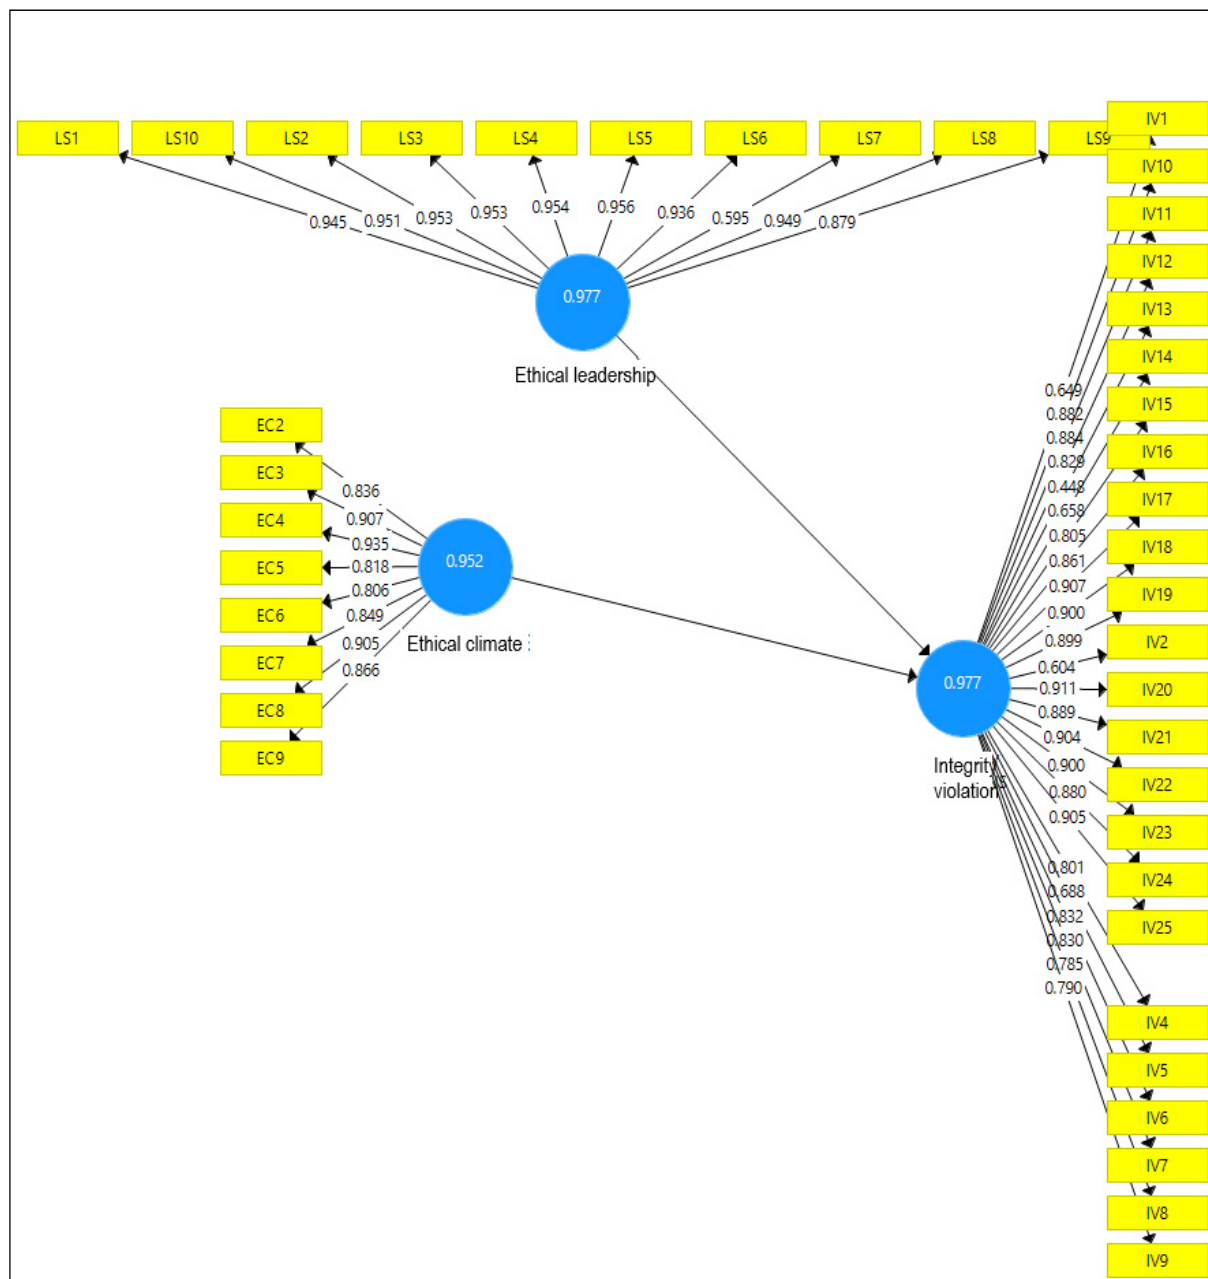 LS1
LS10
LS2
LS3
LS4
LS5
LS6
LS7
LS8
LS9
0.945
0.951
0.953
0.953
0.954
0.956
0.936
0.595
0.949
0.879
0.977
Ethical leadership
EC2
EC3
EC4
EC5
EC6
EC7
EC8
EC9
0.836
0.907
0.935
0.818
0.806
0.849
0.905
0.866
0.952
Ethical climate :
0.977
Integrity
violations
0.649
0.882
0.884
0.829
0.448
0.658
0.805
0.861
0.907
0.900
0.899
0.604
0.911
0.889
0.904
0.900
0.880
0.905
0.801
0.688
0.832
0.830
0.785
0.790
IV1
IV10
IV11
IV12
IV13
IV14
IV15
IV16
IV17
IV18
IV19
IV2
IV20
IV21
IV22
IV23
IV24
IV25
IV4
IV5
IV6
IV7
IV8
IV9